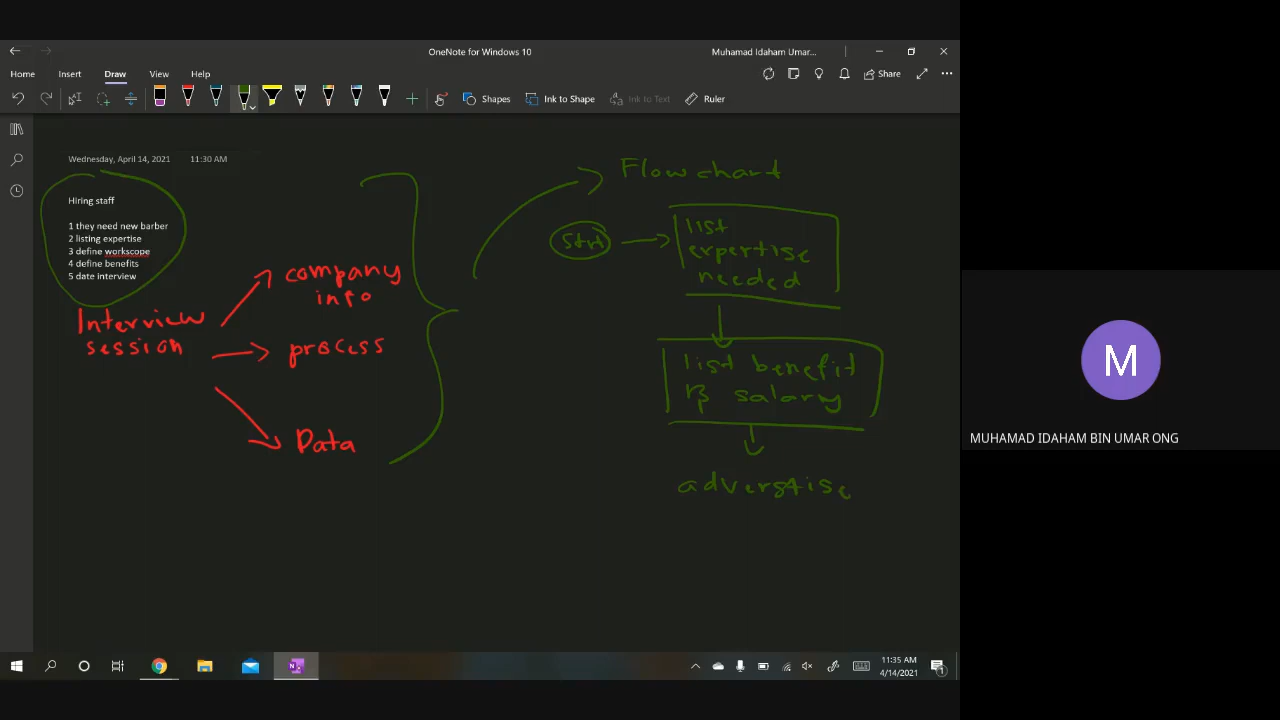 OneNote for Windows 10
Muhamad Idaham Umar...
Home Insert Draw View Help
Share
Shapes
Ink to Shape
Ink to Text
Ruler
Wednesday, April 14, 2021 11:30 AM
Hiring staff
1 they need new barber
2 listing expertise
3 define workscope
4 define benefits
5 date interview
Interview
session
company
info
process
Data
Flow chart
list
expertise
needed
list benefit
salary
adverstise
M
MUHAMAD IDAHAM BIN UMAR ONG
11:35 AM
4/14/2021